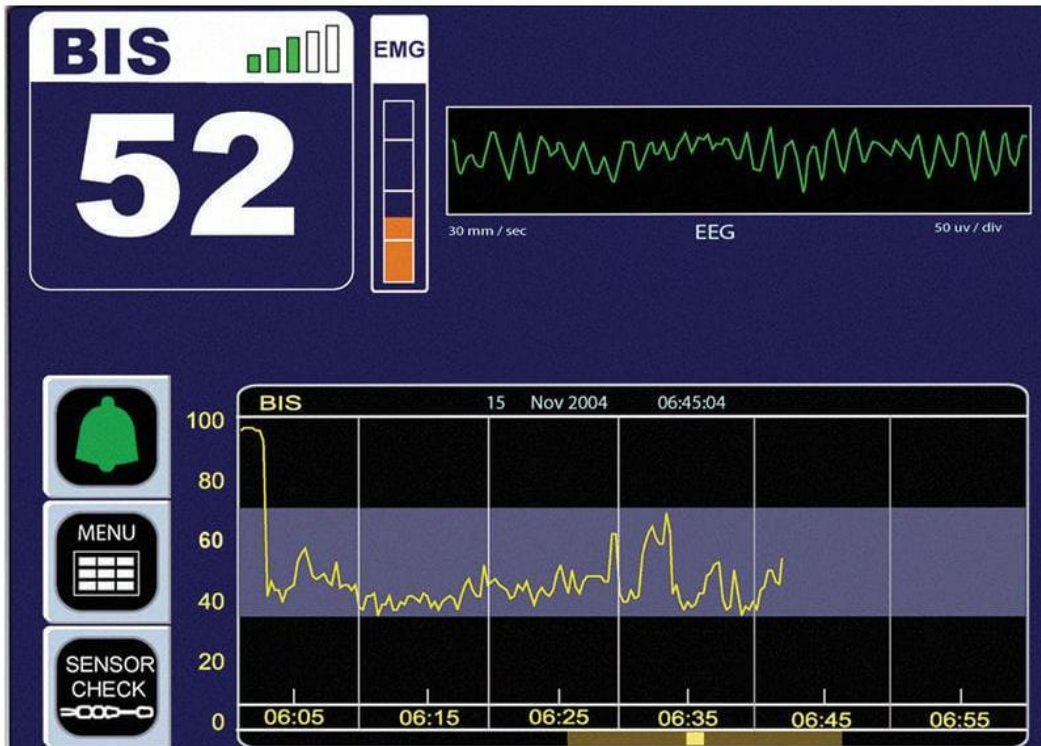 BIS
EMG
52
30 mm / sec
EEG
50 uv / div
BIS 15 Nov 2004 06:45:04
100
80
MENU
60
40
SENSOR
CHECK
20
0
06:05 06:15 06:25 06:35 06:45 06:55